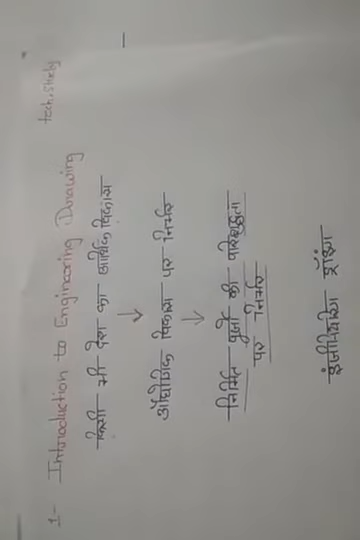 tech.study
1- Introduction to Engineering Drawing
किसी भी देश का आर्थिक विकास
↓
औद्योगिक विकास पर निर्भर
↓
निर्मित पुर्जों की परिशुद्धता
पर निर्भर
इंजीनियरिंग ड्रॉइंग